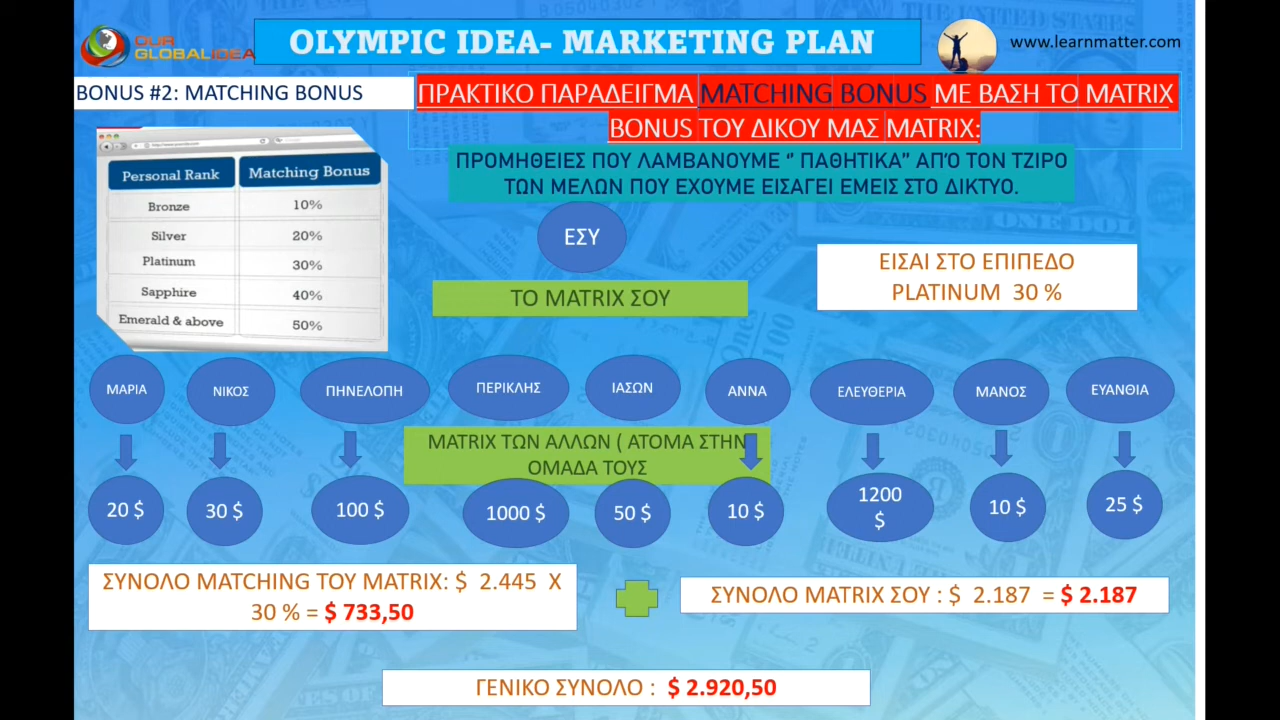 OUR
GLOBALIDEA
OLYMPIC IDEA- MARKETING PLAN
www.learnmatter.com
BONUS #2: MATCHING BONUS
ΠΡΑΚΤΙΚΟ ΠΑΡΑΔΕΙΓΜΑ MATCHING BONUS ΜΕ ΒΑΣΗ ΤΟ MATRIX
BONUS ΤΟΥ ΔΙΚΟΥ ΜΑΣ MATRIX:
ΠΡΟΜΗΘΕΙΕΣ ΠΟΥ ΛΑΜΒΑΝΟΥΜΕ “ ΠΑΘΗΤΙΚΑ” ΑΠΌ ΤΟΝ ΤΖΙΡΟ
ΤΩΝ ΜΕΛΩΝ ΠΟΥ ΕΧΟΥΜΕ ΕΙΣΑΓΕΙ ΕΜΕΙΣ ΣΤΟ ΔΙΚΤΥΟ.
Personal Rank Matching Bonus
Bronze 10%
Silver 20%
Platinum 30%
Sapphire 40%
Emerald & above 50%
ΕΣΥ
ΤΟ MATRIX ΣΟΥ
ΕΙΣΑΙ ΣΤΟ ΕΠΙΠΕΔΟ
PLATINUM 30 %
ΜΑΡΙΑ ΝΙΚΟΣ ΠΗΝΕΛΟΠΗ ΠΕΡΙΚΛΗΣ ΙΑΣΩΝ ΑΝΝΑ ΕΛΕΥΘΕΡΙΑ ΜΑΝΟΣ ΕΥΑΝΘΙΑ
MATRIX ΤΩΝ ΑΛΛΩΝ ( ΑΤΟΜΑ ΣΤΗΝ
ΟΜΑΔΑ ΤΟΥΣ
20 $ 30 $ 100 $ 1000 $ 50 $ 10 $ 1200 $ 10 $ 25 $
ΣΥΝΟΛΟ MATCHING ΤΟΥ MATRIX: $ 2.445 X
30 % = $ 733,50
ΣΥΝΟΛΟ MATRIX ΣΟΥ : $ 2.187 = $ 2.187
ΓΕΝΙΚΟ ΣΥΝΟΛΟ : $ 2.920,50